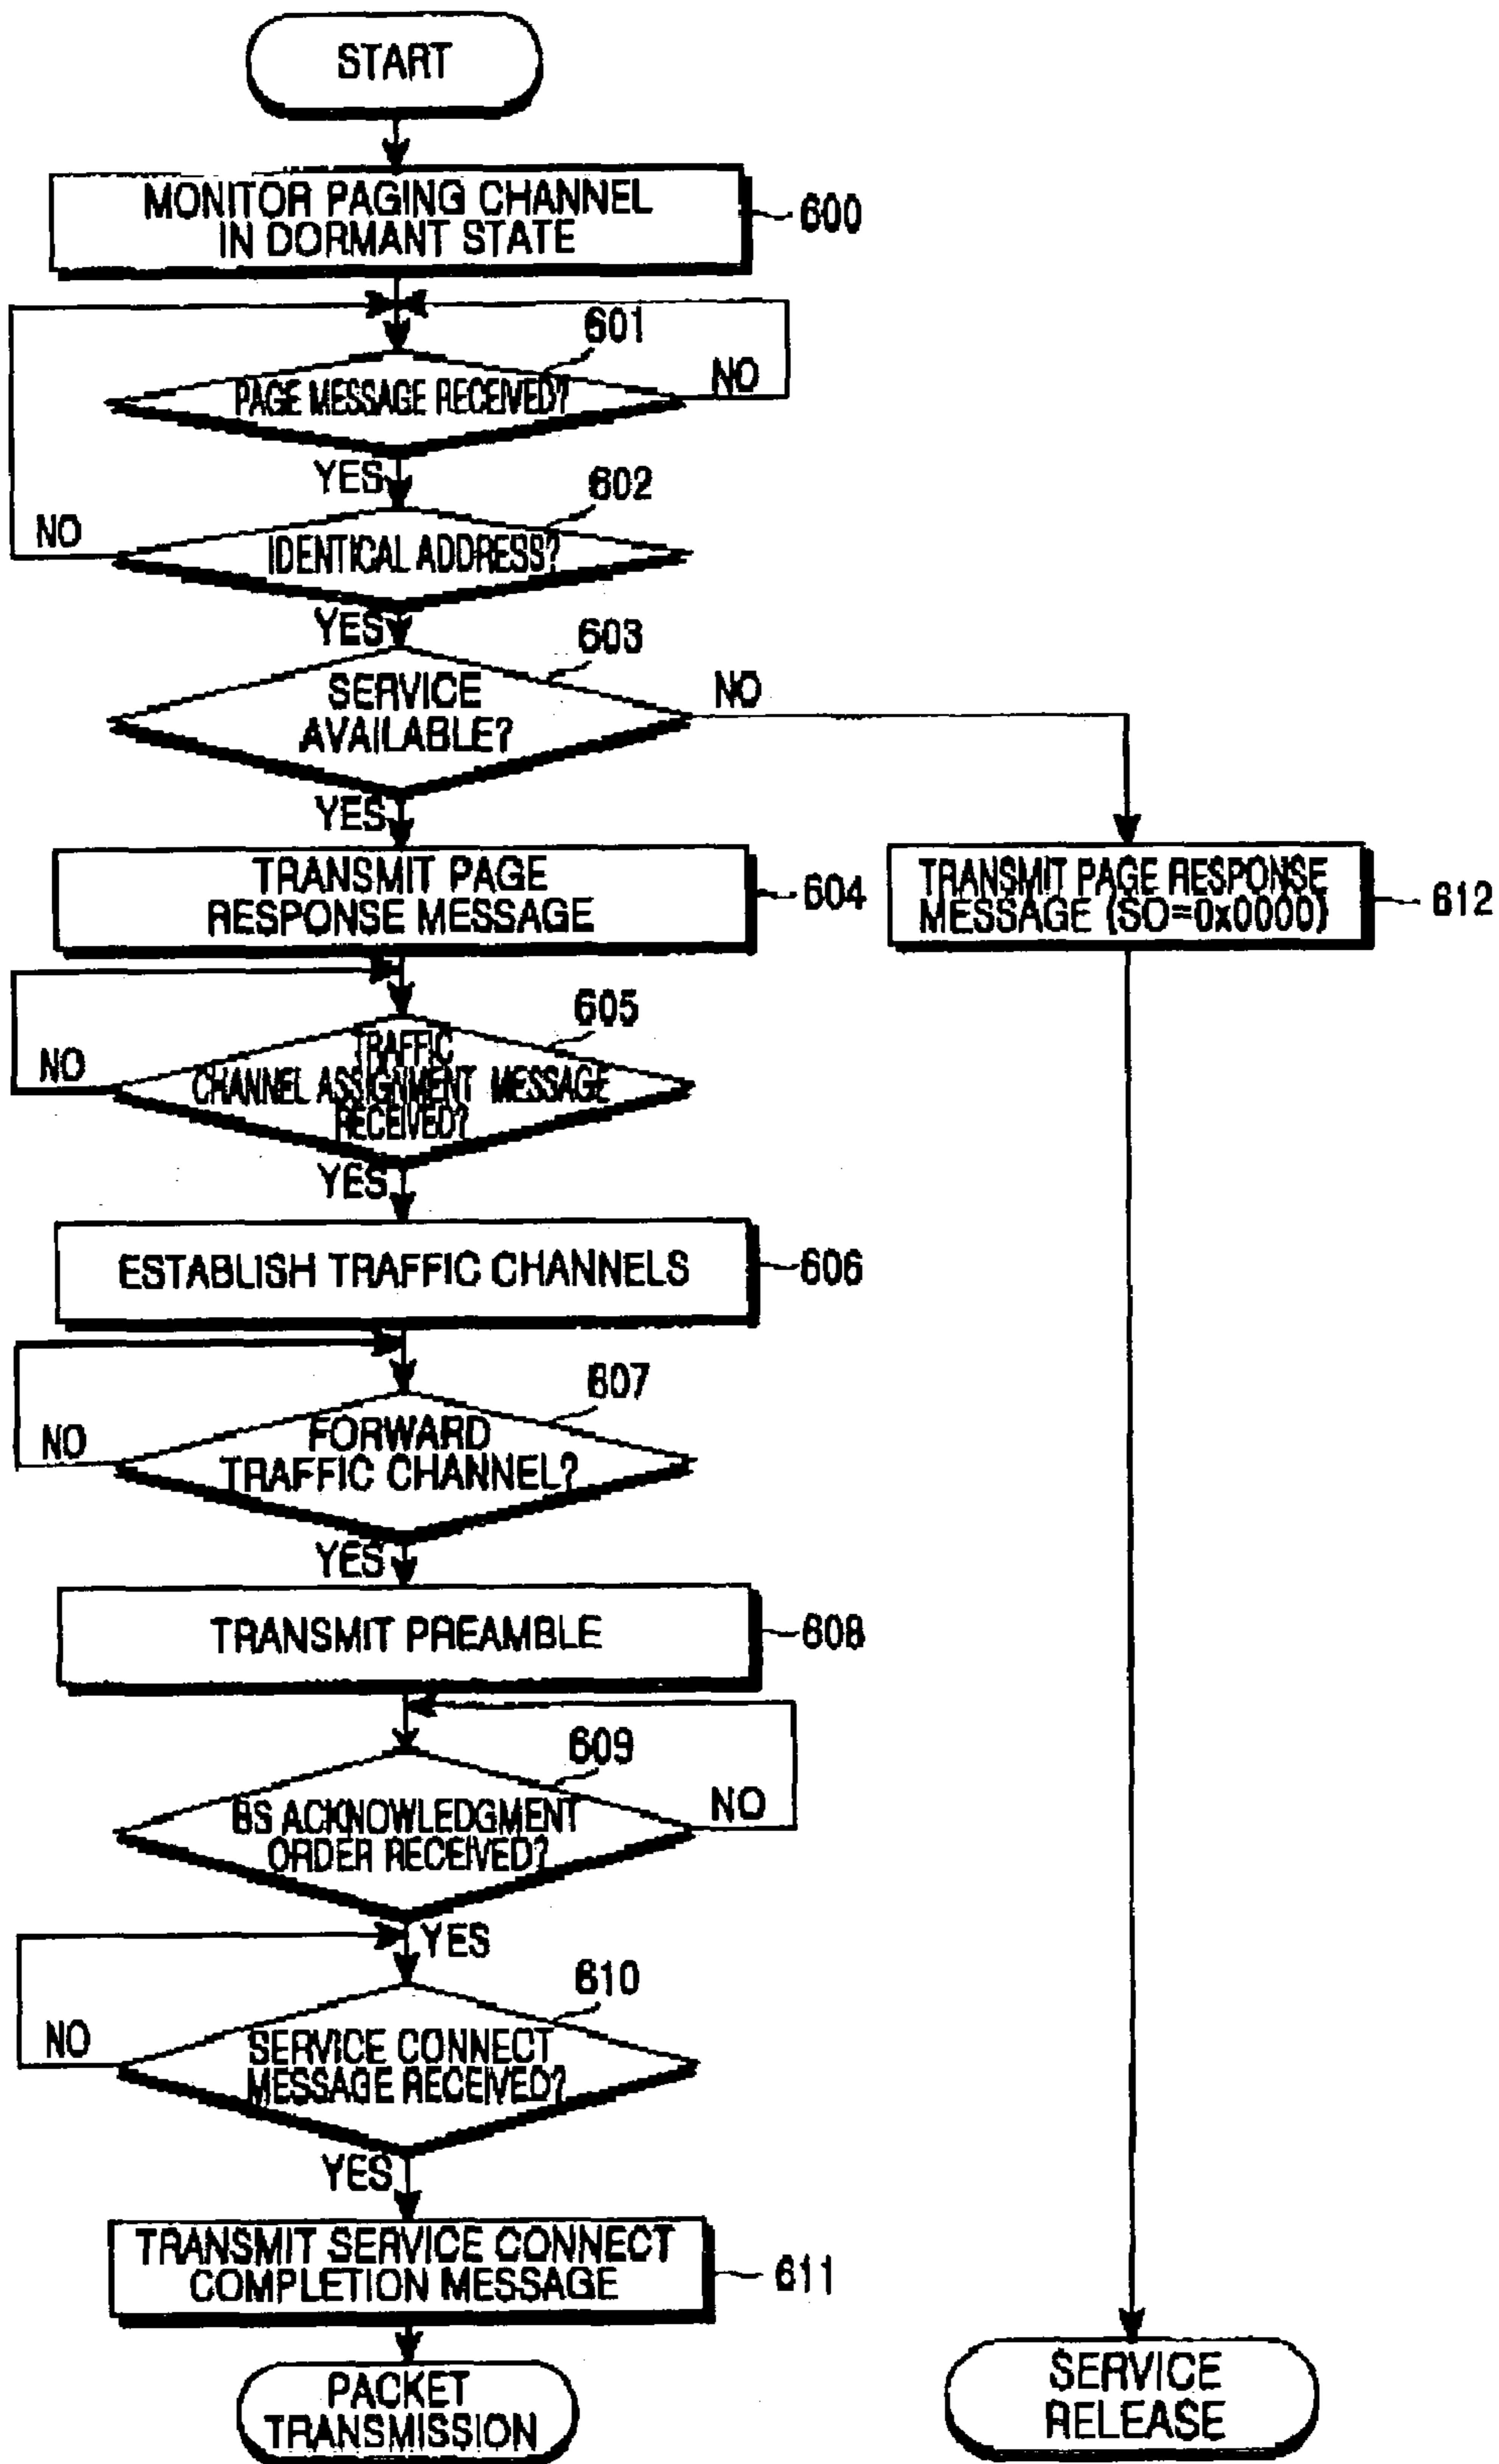 START
MONITOR PAGING CHANNEL
IN DORMANT STATE
600
601
PAGE MESSAGE RECEIVED?
NO
YES
602
NO
IDENTICAL ADDRESS?
YES
603
SERVICE
AVAILABLE?
NO
YES
TRANSMIT PAGE
RESPONSE MESSAGE
604
TRANSMIT PAGE RESPONSE
MESSAGE (SO=0x0000)
612
605
NO
TRAFFIC
CHANNEL ASSIGNMENT MESSAGE
RECEIVED?
YES
ESTABLISH TRAFFIC CHANNELS
606
607
NO
FORWARD
TRAFFIC CHANNEL?
YES
TRANSMIT PREAMBLE
608
609
BS ACKNOWLEDGMENT
ORDER RECEIVED?
NO
YES
610
NO
SERVICE CONNECT
MESSAGE RECEIVED?
YES
TRANSMIT SERVICE CONNECT
COMPLETION MESSAGE
611
PACKET
TRANSMISSION
SERVICE
RELEASE